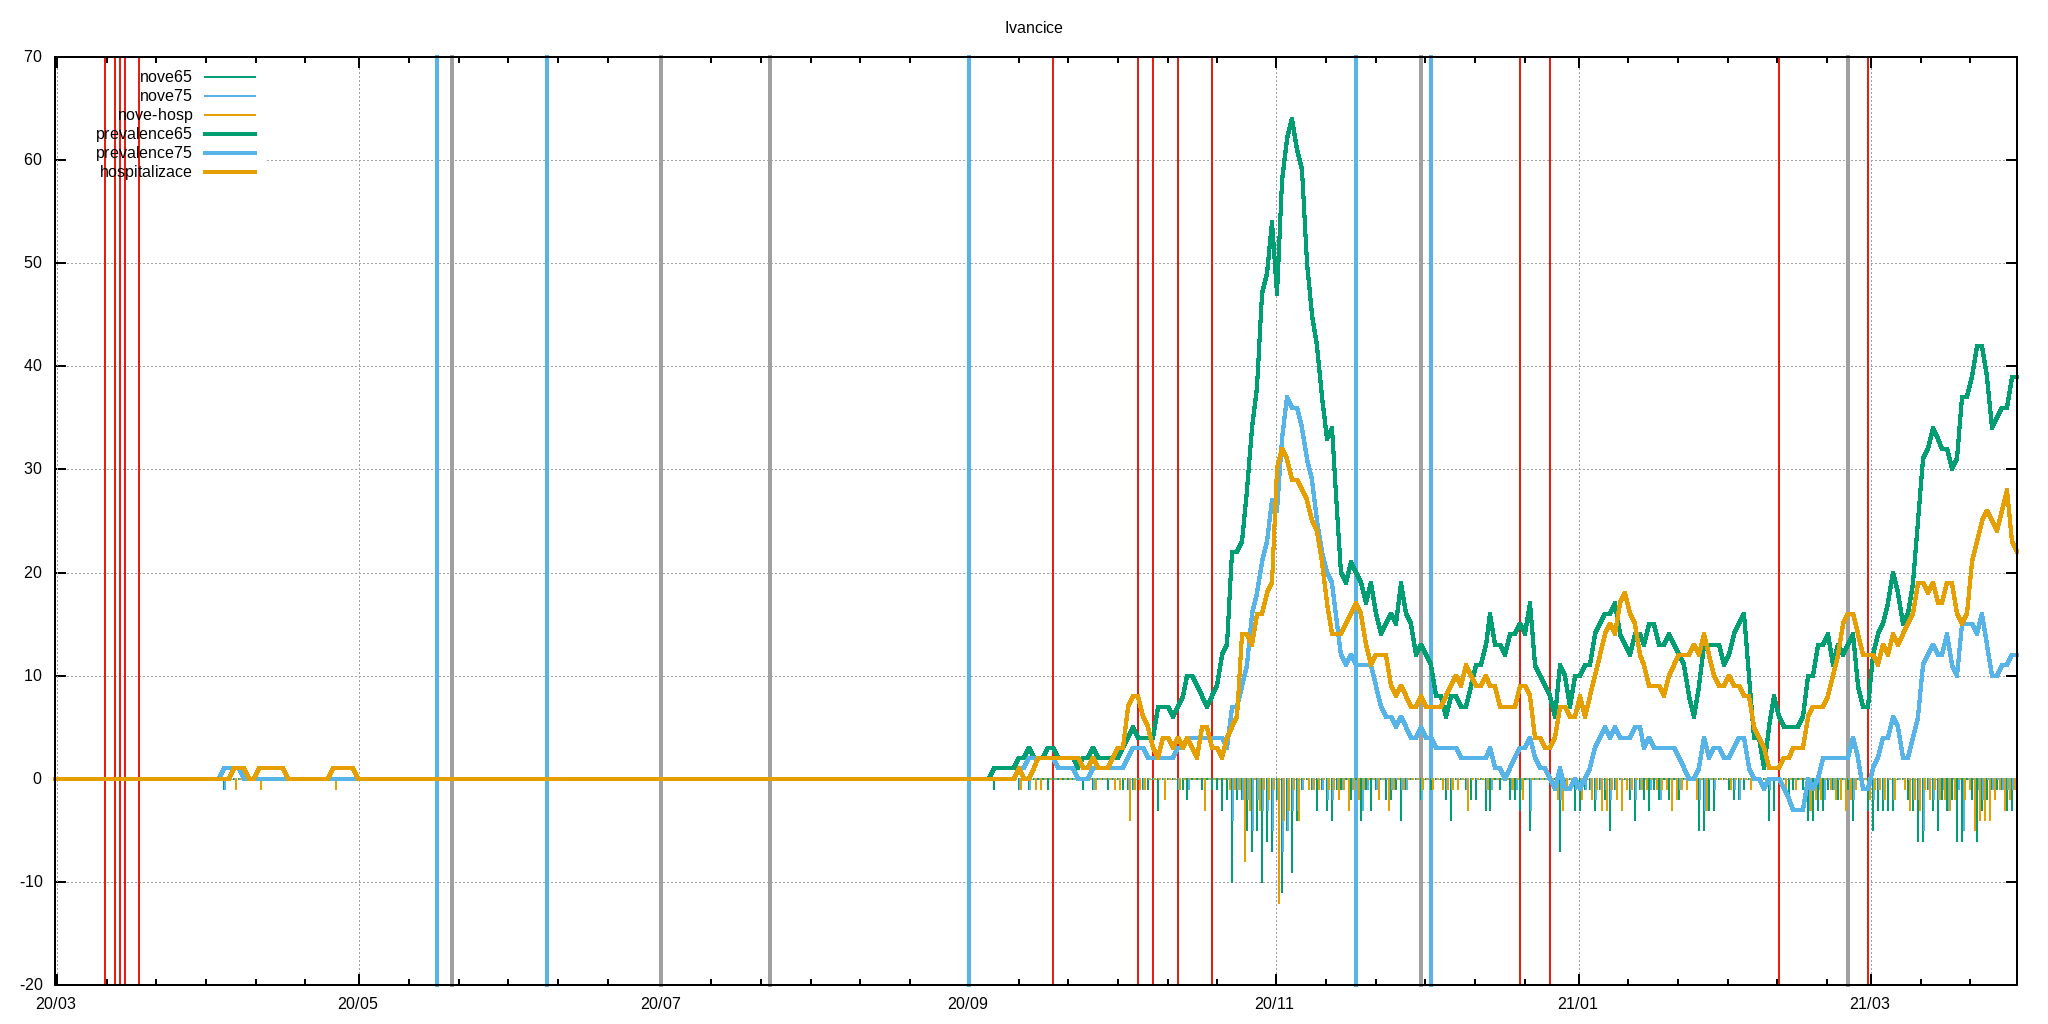 Ivancice
70
nove65
nove75
nove-hosp
prevalence65
prevalence75
hospitalizace
60
50
40
30
20
10
0
-10
-20
20/03 20/05 20/07 20/09 20/11 21/01 21/03